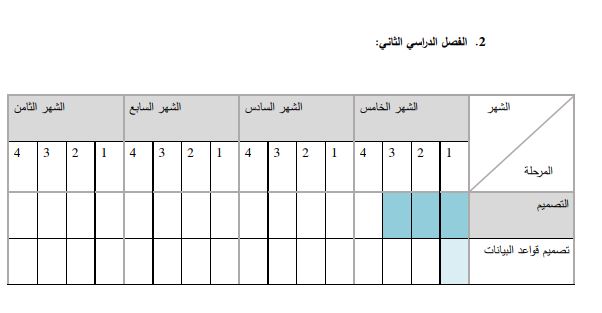 2. الفصل الدراسي الثاني:
الشهر الشهر الخامس الشهر السادس الشهر السابع الشهر الثامن
المرحلة 1 2 3 4 1 2 3 4 1 2 3 4 1 2 3 4
التصميم
تصميم قواعد البيانات